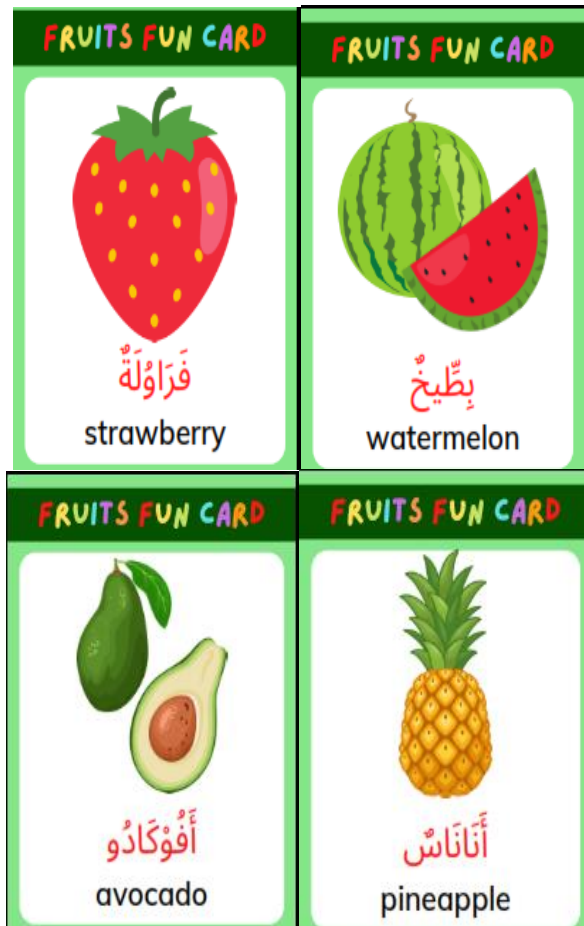 FRUITS FUN CARD
فَرَاوُلَةٌ
strawberry
FRUITS FUN CARD
بِطِّيخٌ
watermelon
FRUITS FUN CARD
أَفُوْكَادُو
avocado
FRUITS FUN CARD
أَنَانَاسٌ
pineapple